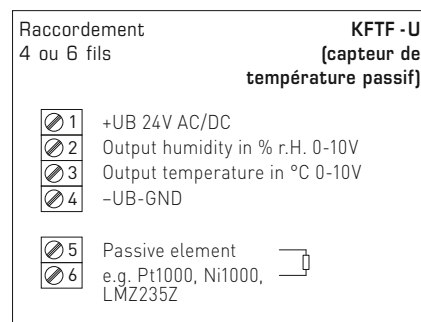 Raccordement KFTF -U
4 ou 6 fils (capteur de
température passif)
1 +UB 24V AC/DC
2 Output humidity in % r.H. 0-10V
3 Output temperature in °C 0-10V
4 –UB-GND
5 Passive element
6 e.g. Pt1000, Ni1000,
LMZ235Z